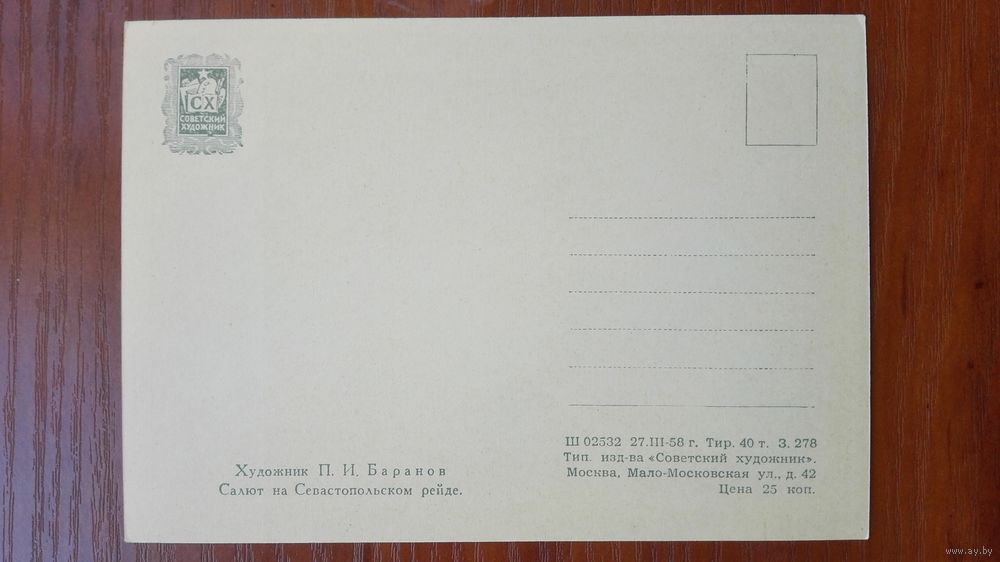 СХ
СОВЕТСКИЙ
ХУДОЖНИК
Художник П. И. Баранов
Салют на Севастопольском рейде.
Ш 02532 27.III-58 г. Тир. 40 т. З. 278
Тип. изд-ва «Советский художник».
Москва, Мало-Московская ул., д. 42
Цена 25 коп.
www.ay.by